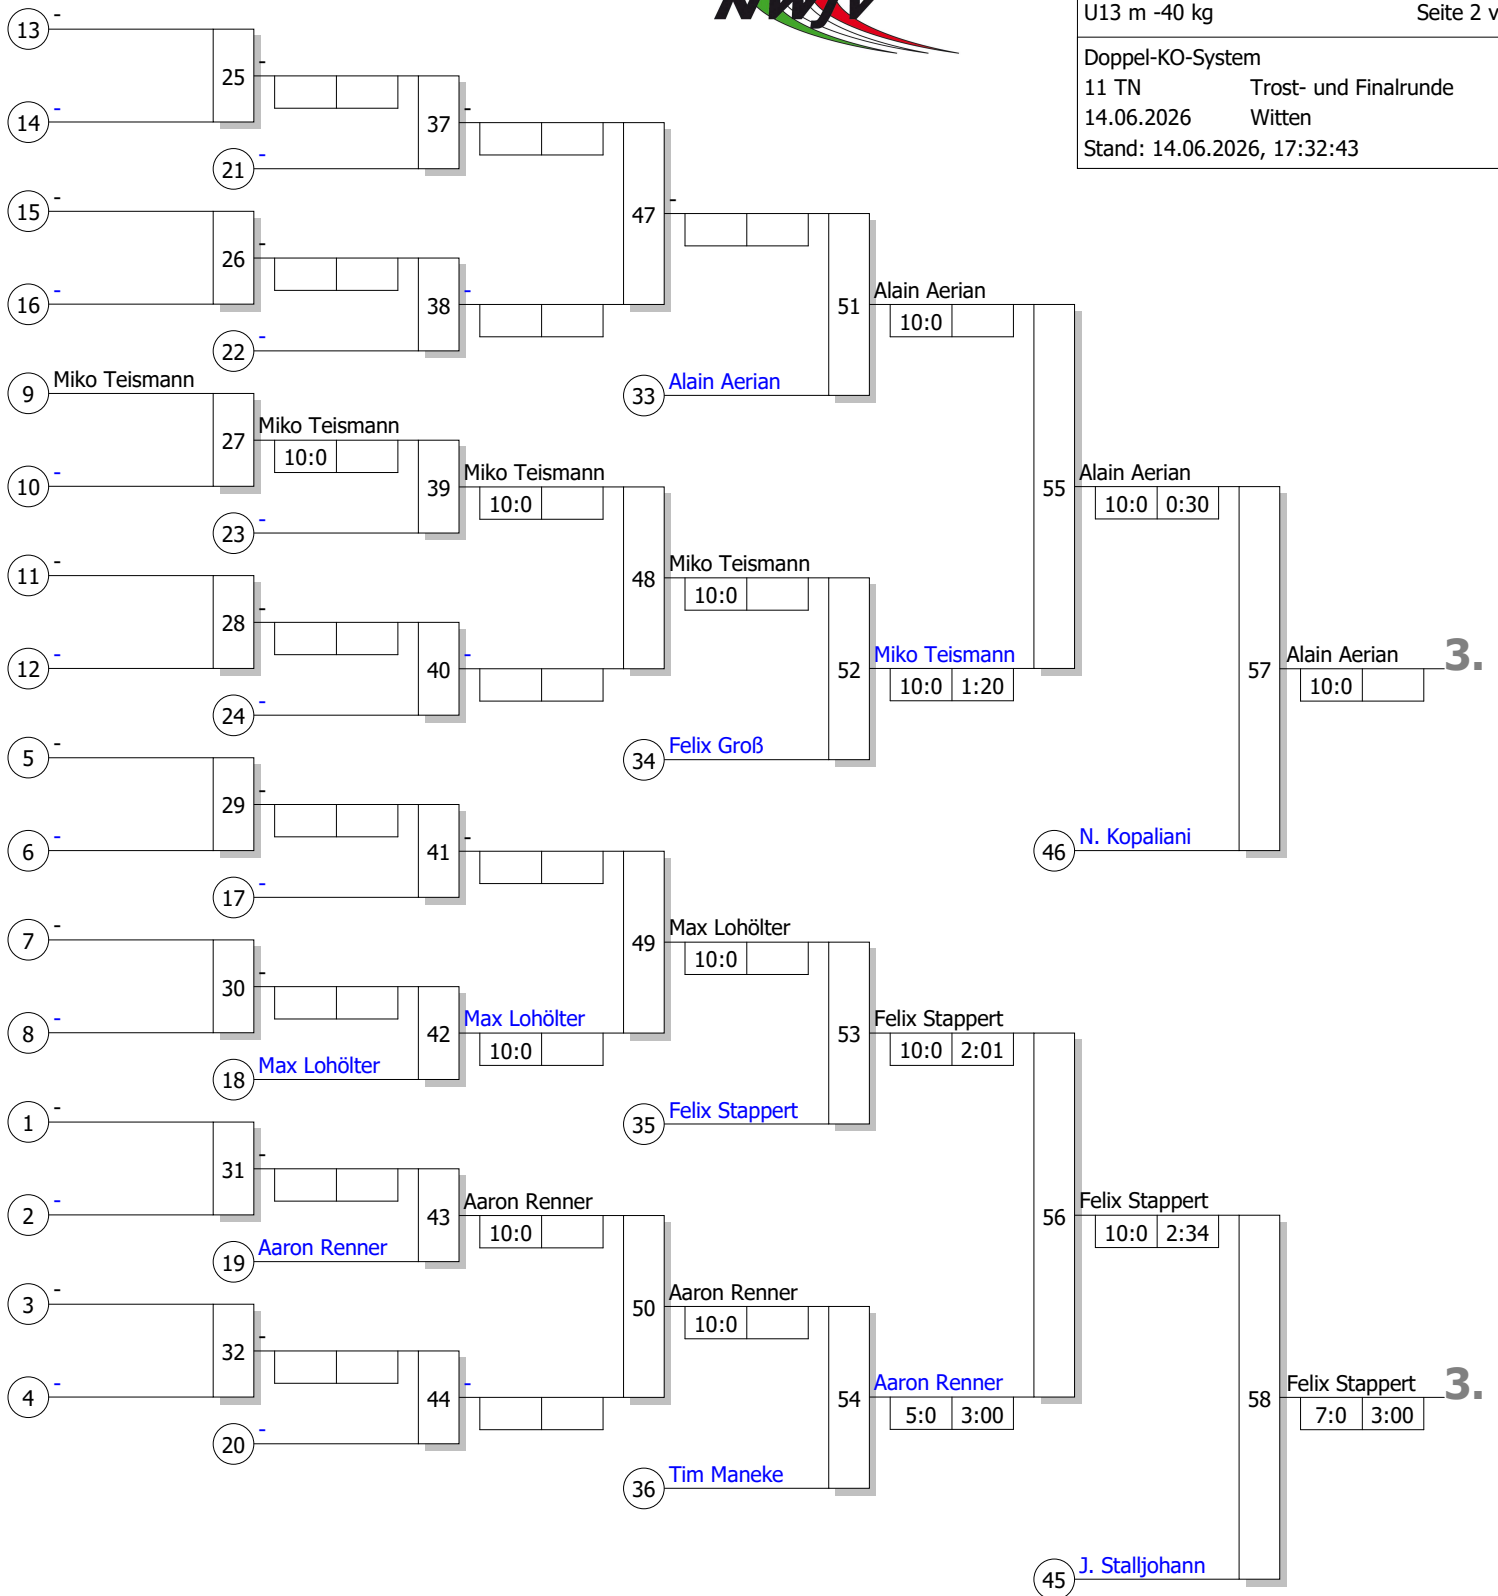 NWJV
U13 m -40 kg Seite 2 v
Doppel-KO-System
11 TN Trost- und Finalrunde
14.06.2026 Witten
Stand: 14.06.2026, 17:32:43
13 -
25 -
14 -
37 -
21 -
15 -
47 -
26 -
16 -
38 -
22 -
51 Alain Aerian
10:0
33 Alain Aerian
9 Miko Teismann
27 Miko Teismann
10:0
10 -
39 Miko Teismann
10:0
23 -
55 Alain Aerian
10:0 0:30
11 -
48 Miko Teismann
10:0
28 -
12 -
40 -
24 -
52 Miko Teismann
10:0 1:20
34 Felix Groß
57 Alain Aerian 3.
10:0
46 N. Kopaliani
5 -
29 -
6 -
41 -
17 -
7 -
49 Max Lohölter
10:0
30 -
8 -
42 Max Lohölter
10:0
18 Max Lohölter
53 Felix Stappert
10:0 2:01
35 Felix Stappert
1 -
31 -
2 -
43 Aaron Renner
10:0
19 Aaron Renner
56 Felix Stappert
10:0 2:34
3 -
50 Aaron Renner
10:0
32 -
4 -
44 -
20 -
54 Aaron Renner
5:0 3:00
36 Tim Maneke
58 Felix Stappert 3.
7:0 3:00
45 J. Stalljohann